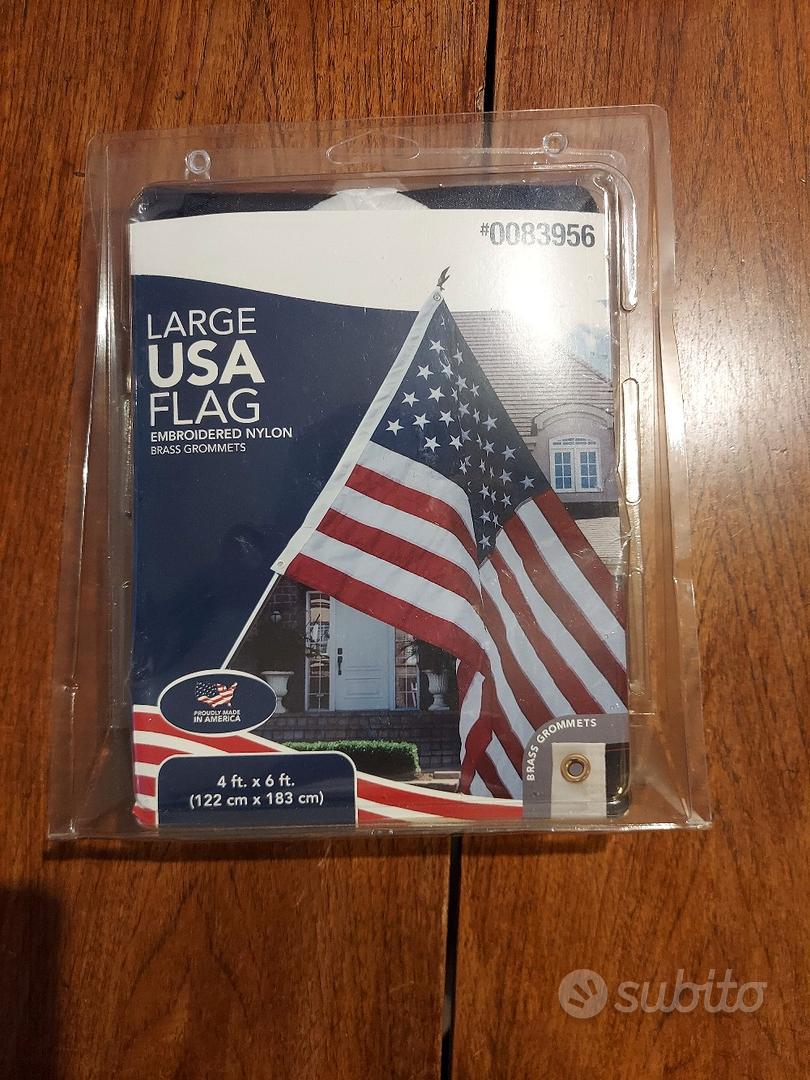 #0083956
LARGE
USA
FLAG
EMBROIDERED NYLON
BRASS GROMMETS
PROUDLY MADE
IN AMERICA
4 ft. x 6 ft.
(122 cm x 183 cm)
BRASS GROMMETS
subito